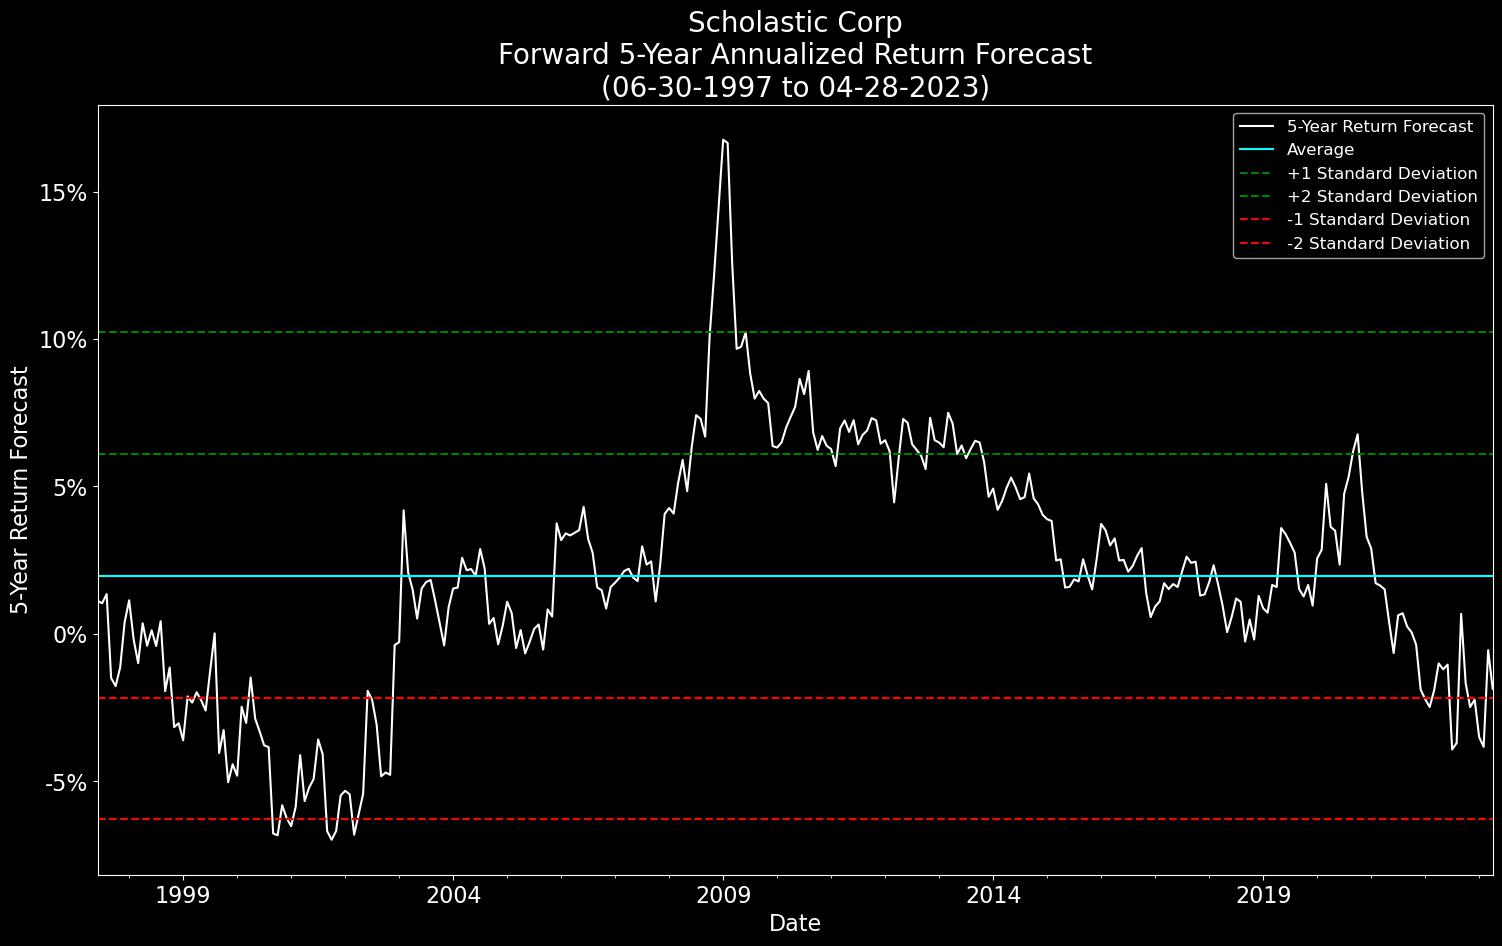 Scholastic Corp
Forward 5-Year Annualized Return Forecast
(06-30-1997 to 04-28-2023)
5-Year Return Forecast
Average
+1 Standard Deviation
+2 Standard Deviation
-1 Standard Deviation
-2 Standard Deviation
5-Year Return Forecast
15%
10%
5%
0%
-5%
1999 2004 2009 2014 2019
Date